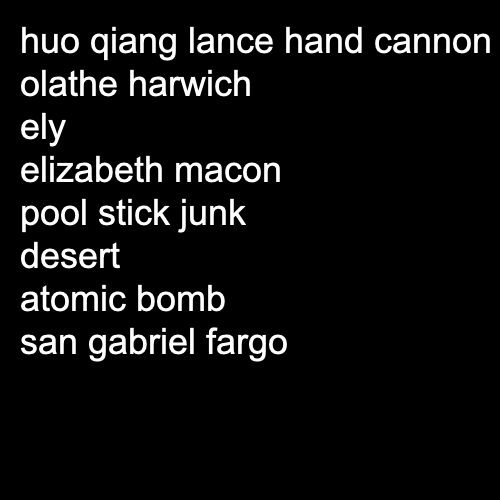 huo qiang lance hand cannon
olathe harwich
ely
elizabeth macon
pool stick junk
desert
atomic bomb
san gabriel fargo